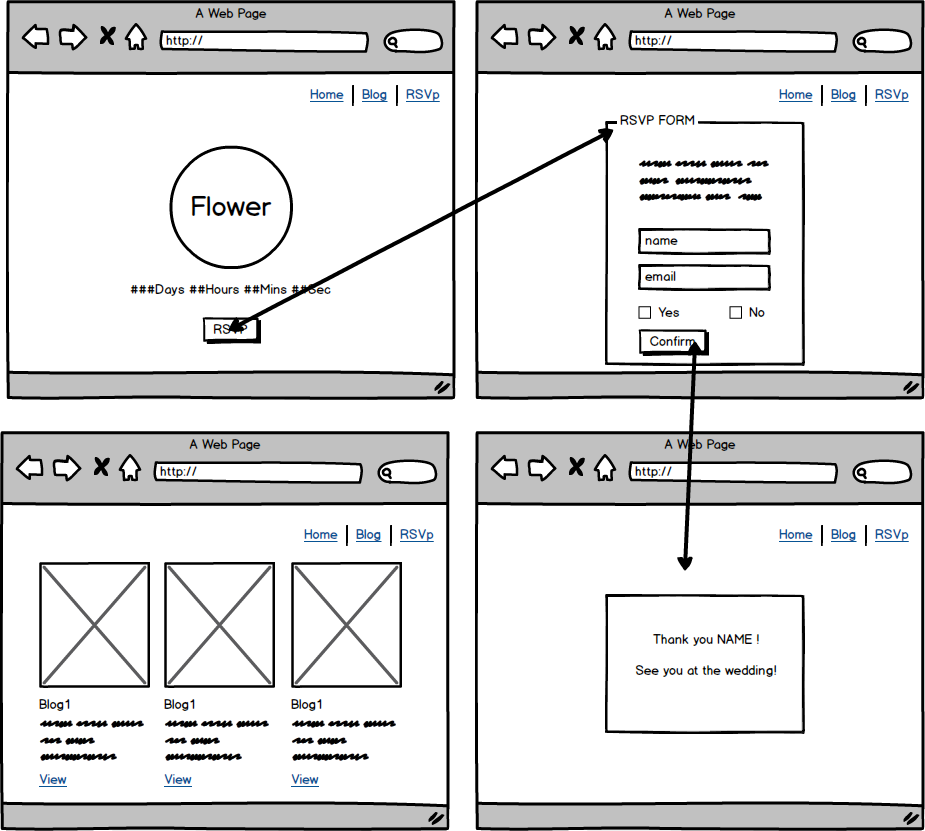 A Web Page
http://
Home Blog RSVp
Flower
###Days ##Hours ##Mins ##Sec
RSVP
A Web Page
http://
Home Blog RSVp
RSVP FORM
name
email
Yes No
Confirm
A Web Page
http://
Home Blog RSVp
Blog1 Blog1 Blog1
View View View
A Web Page
http://
Home Blog RSVp
Thank you NAME !
See you at the wedding!